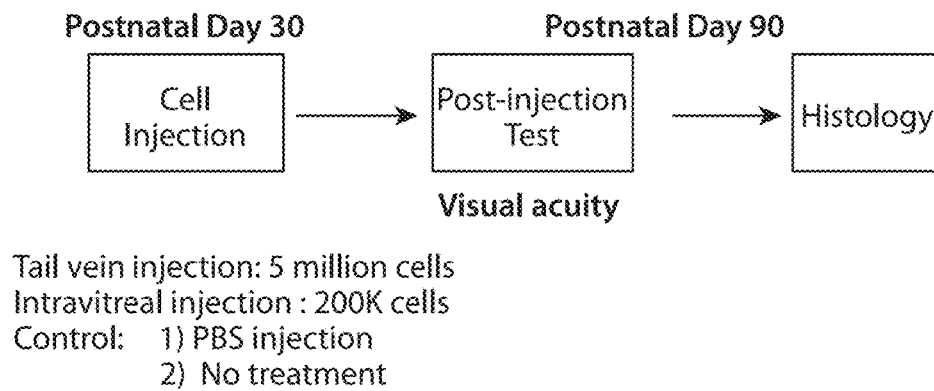 Postnatal Day 30
Postnatal Day 90
Cell
Injection
Post-injection
Test
Histology
Visual acuity
Tail vein injection: 5 million cells
Intravitreal injection : 200K cells
Control: 1) PBS injection
2) No treatment